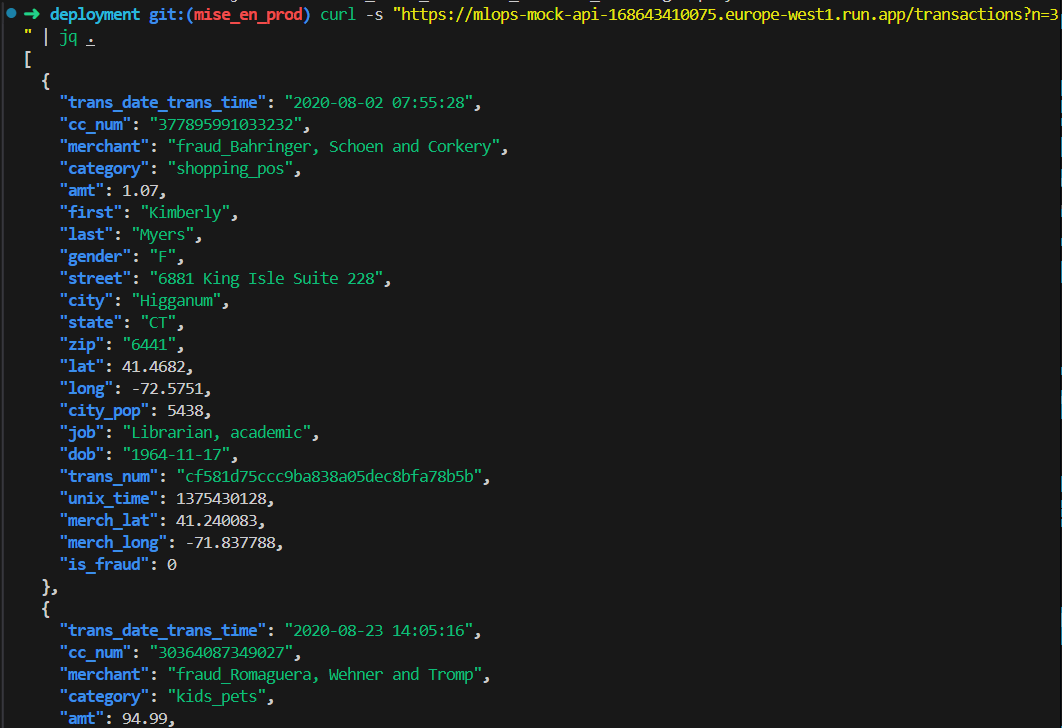 ➜ deployment git:(mise_en_prod) curl -s "https://mlops-mock-api-168643410075.europe-west1.run.app/transactions?n=3
" | jq .
[
  {
    "trans_date_trans_time": "2020-08-02 07:55:28",
    "cc_num": "377895991033232",
    "merchant": "fraud_Bahringer, Schoen and Corkery",
    "category": "shopping_pos",
    "amt": 1.07,
    "first": "Kimberly",
    "last": "Myers",
    "gender": "F",
    "street": "6881 King Isle Suite 228",
    "city": "Higganum",
    "state": "CT",
    "zip": "6441",
    "lat": 41.4682,
    "long": -72.5751,
    "city_pop": 5438,
    "job": "Librarian, academic",
    "dob": "1964-11-17",
    "trans_num": "cf581d75ccc9ba838a05dec8bfa78b5b",
    "unix_time": 1375430128,
    "merch_lat": 41.240083,
    "merch_long": -71.837788,
    "is_fraud": 0
  },
  {
    "trans_date_trans_time": "2020-08-23 14:05:16",
    "cc_num": "30364087349027",
    "merchant": "fraud_Romaguera, Wehner and Tromp",
    "category": "kids_pets",
    "amt": 94.99,